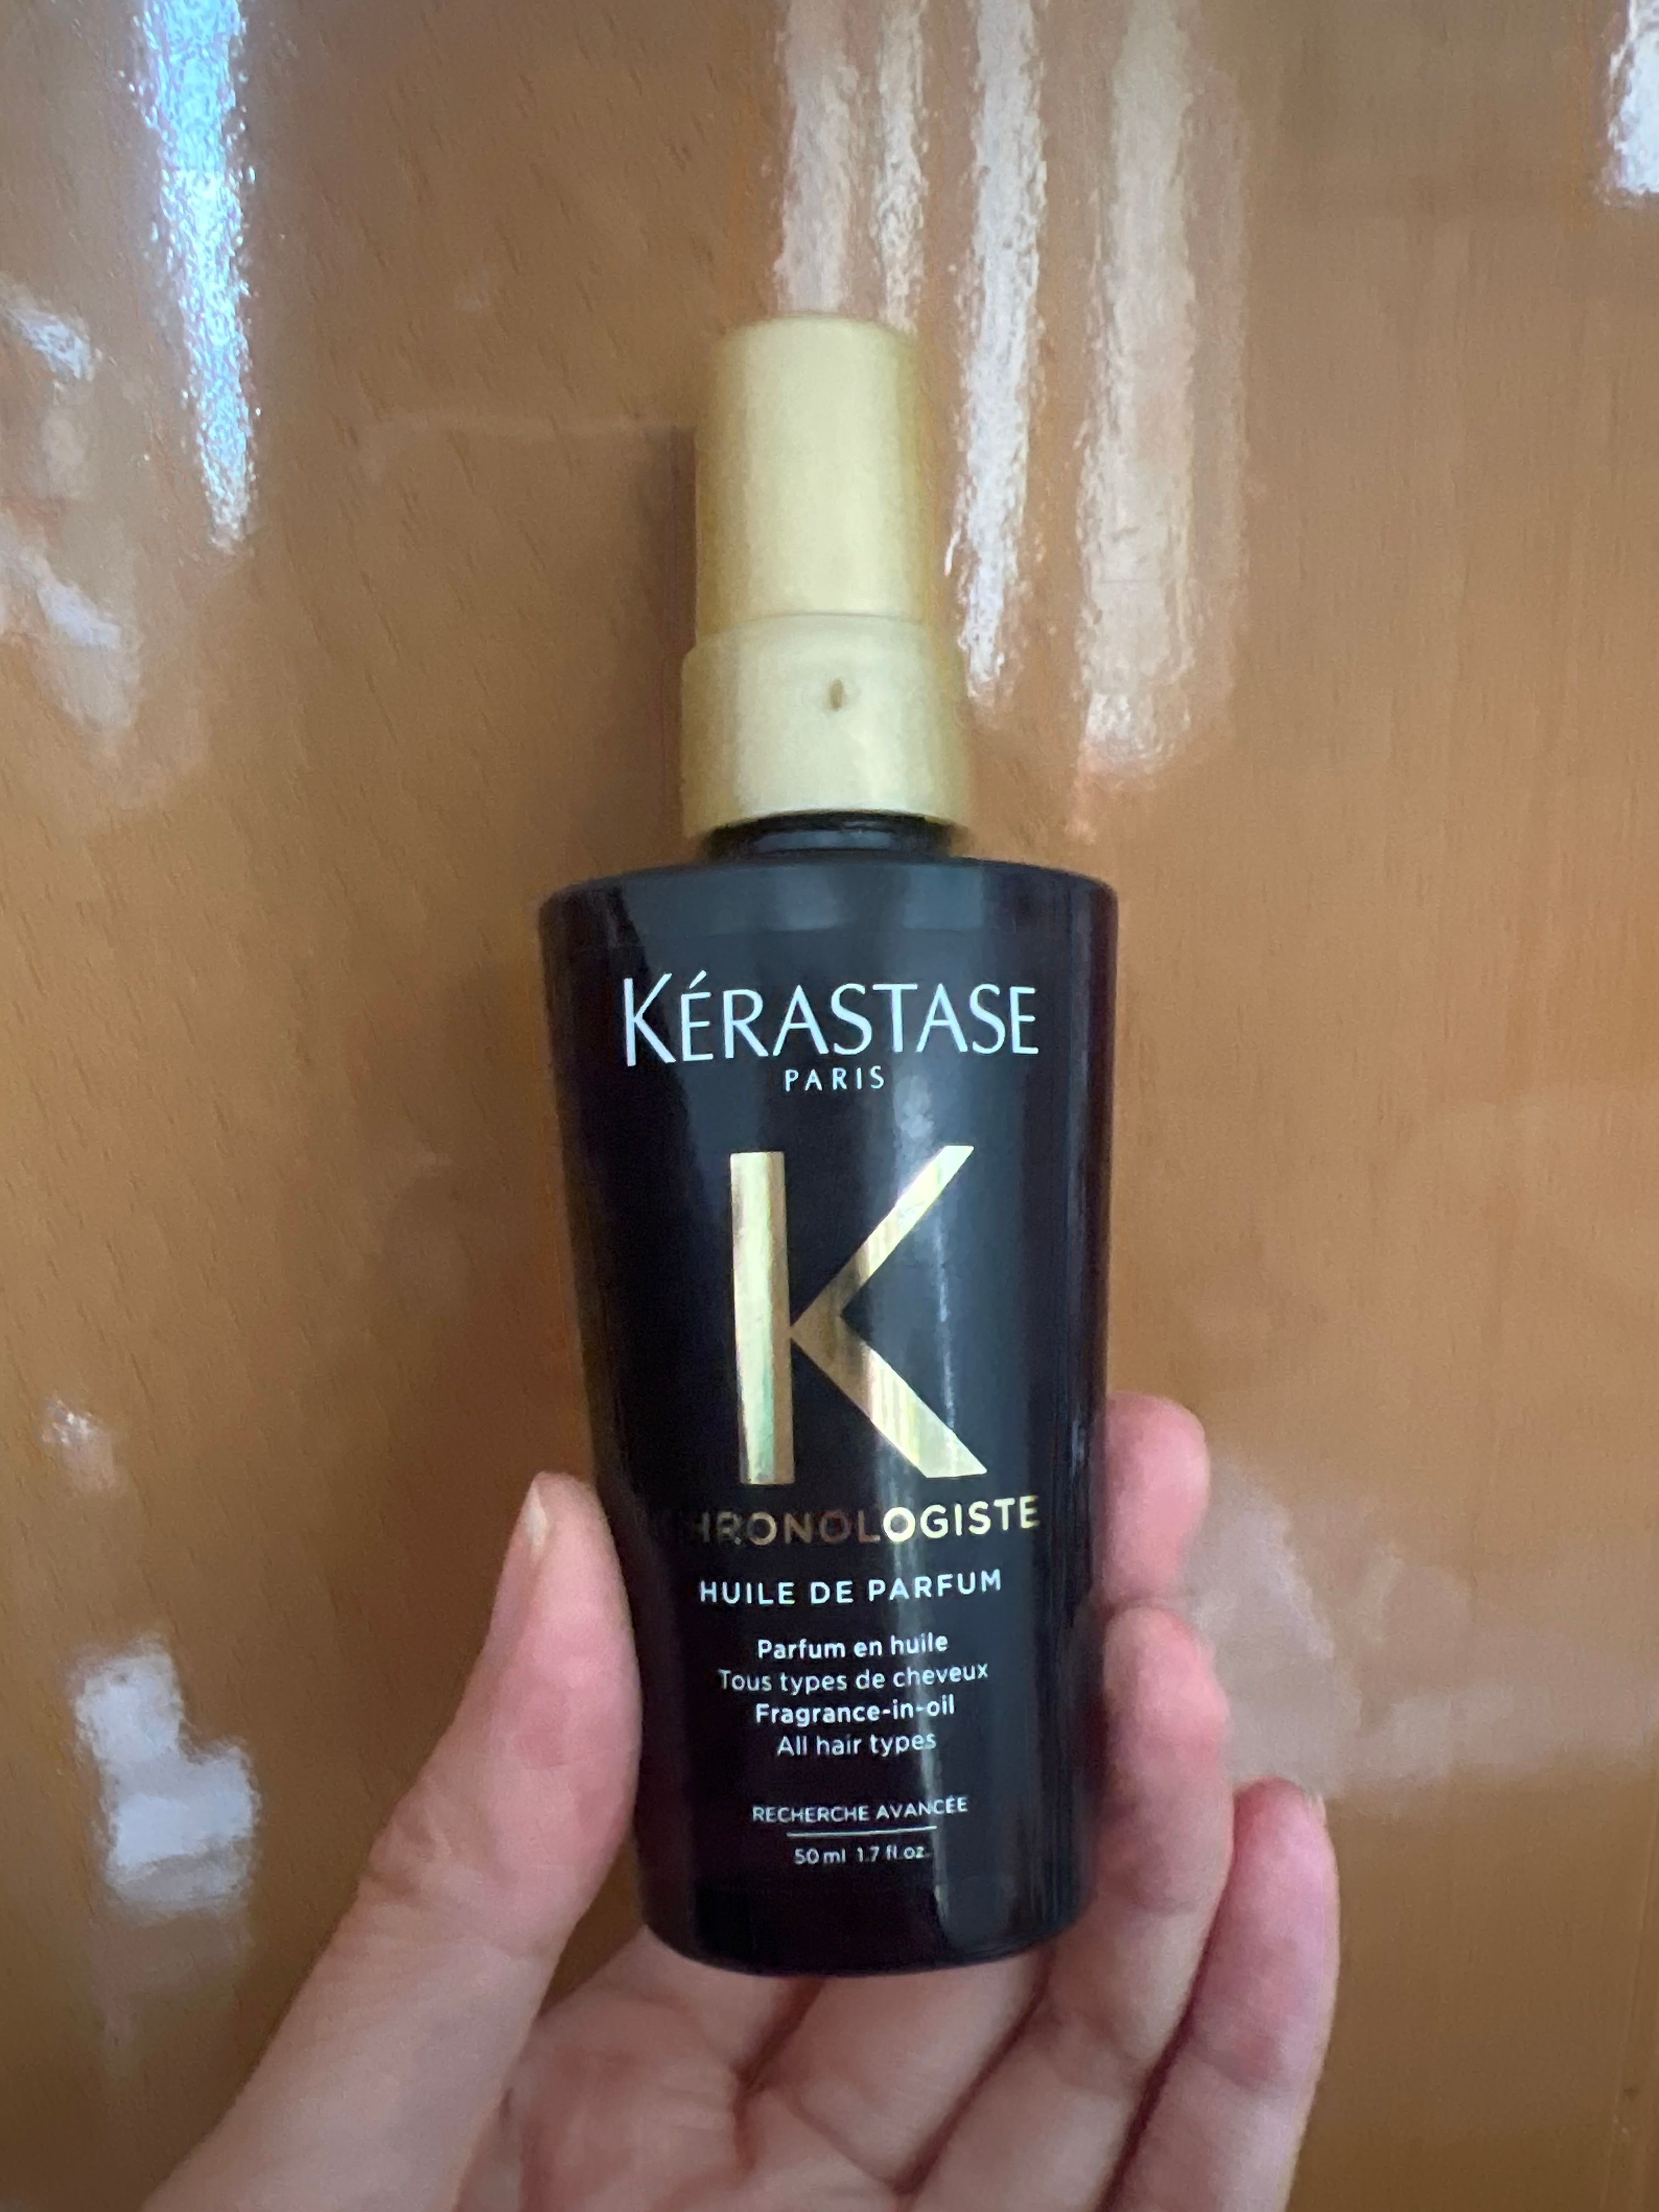 KÉRASTASE
PARIS
K
CHRONOLOGISTE
HUILE DE PARFUM
Parfum en huile
Tous types de cheveux
Fragrance-in-oil
All hair types
RECHERCHE AVANCÉE
50 ml 1.7 fl.oz.